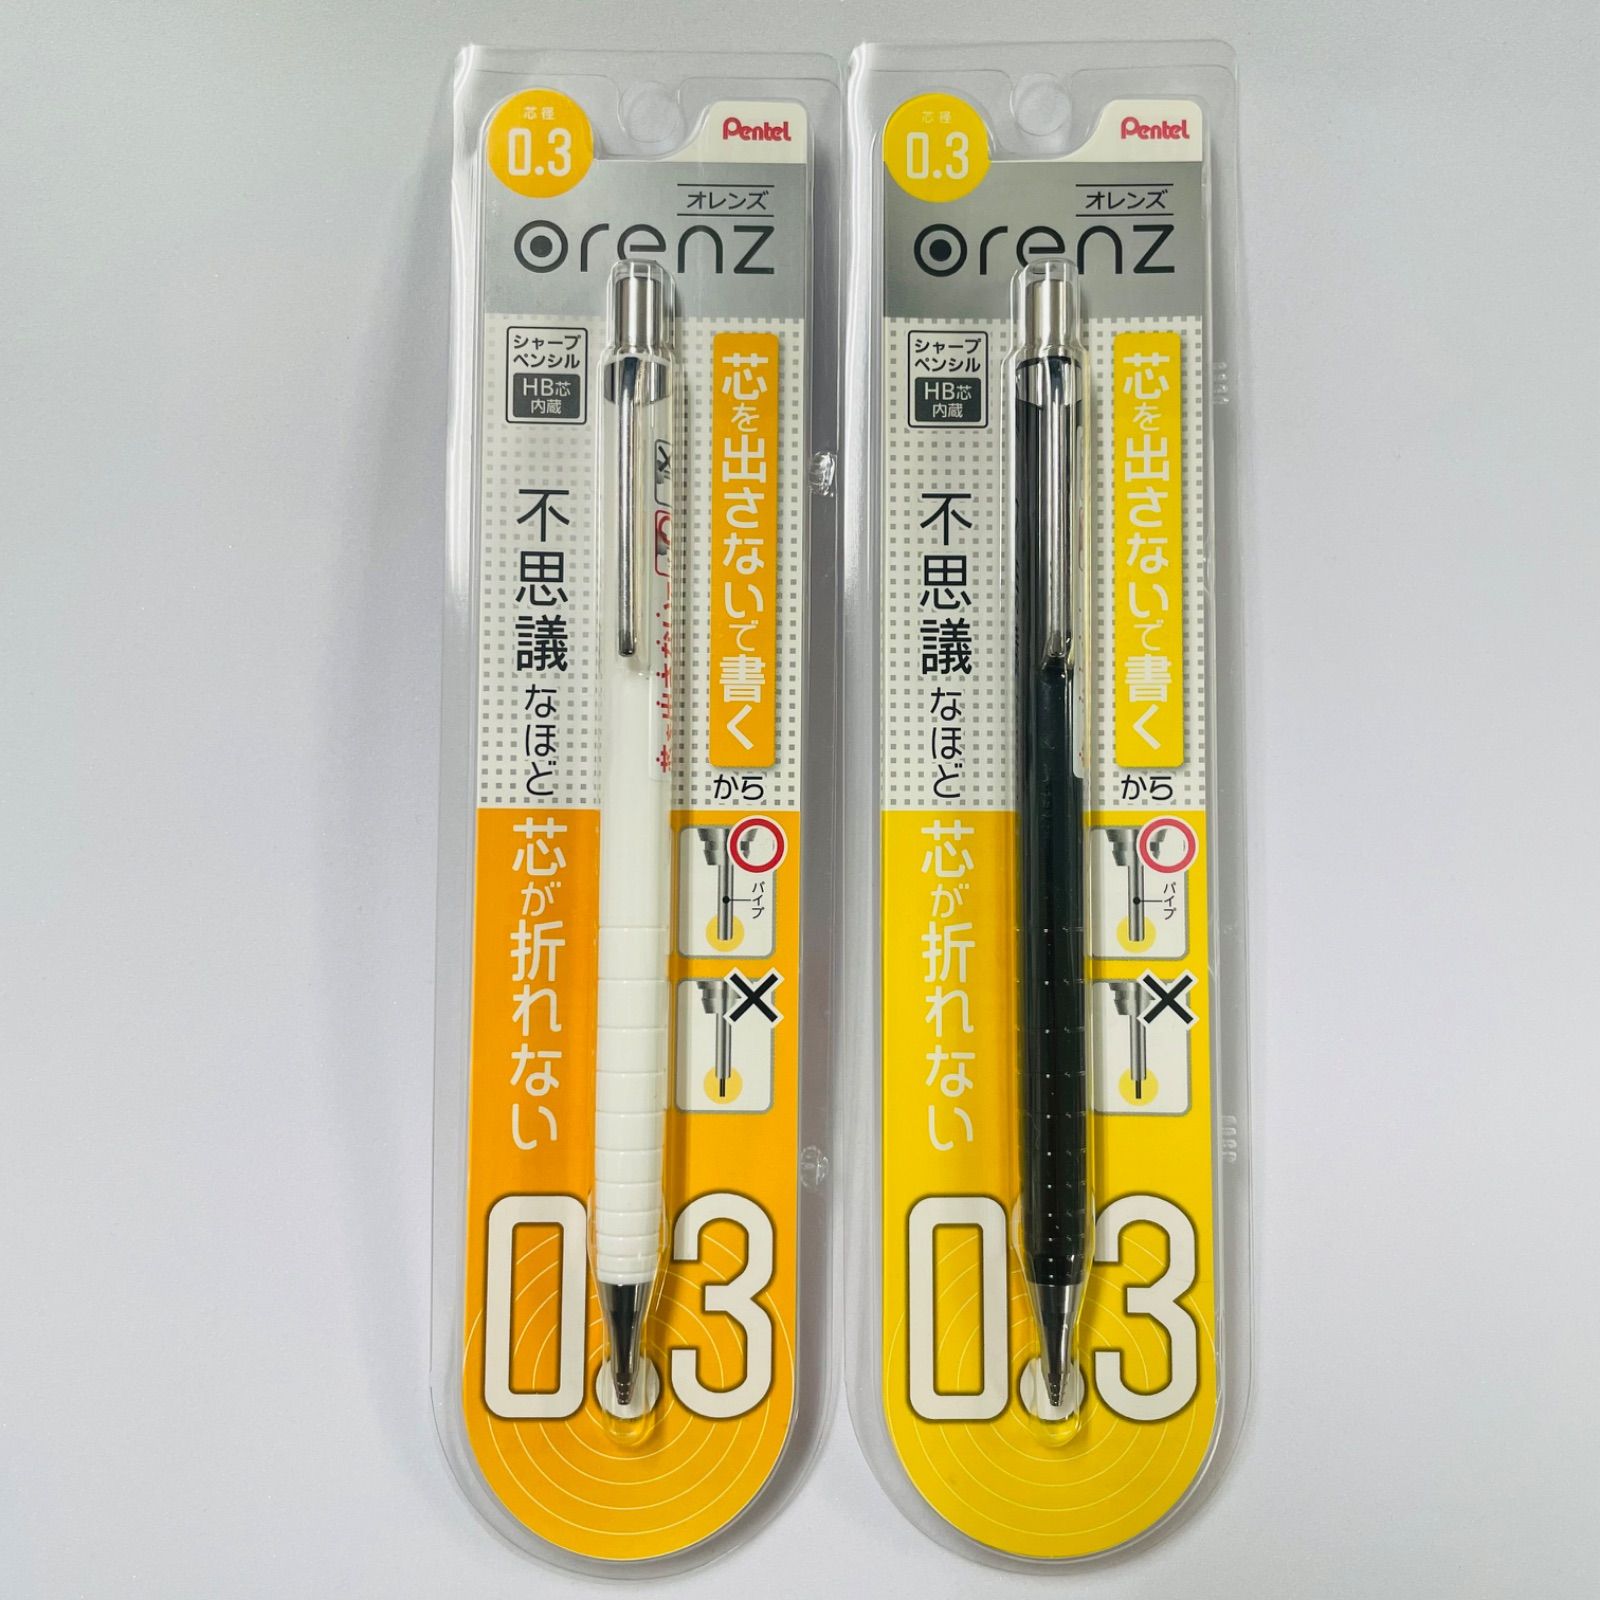 芯径
0.3
Pentel
オレンズ
orenz
シャープ
ペンシル
HB芯
内蔵
芯を出さないで書く
から
不思議なほど
芯が折れない
パイプ
0.3
芯径
0.3
Pentel
オレンズ
orenz
シャープ
ペンシル
HB芯
内蔵
芯を出さないで書く
から
不思議なほど
芯が折れない
パイプ
0.3